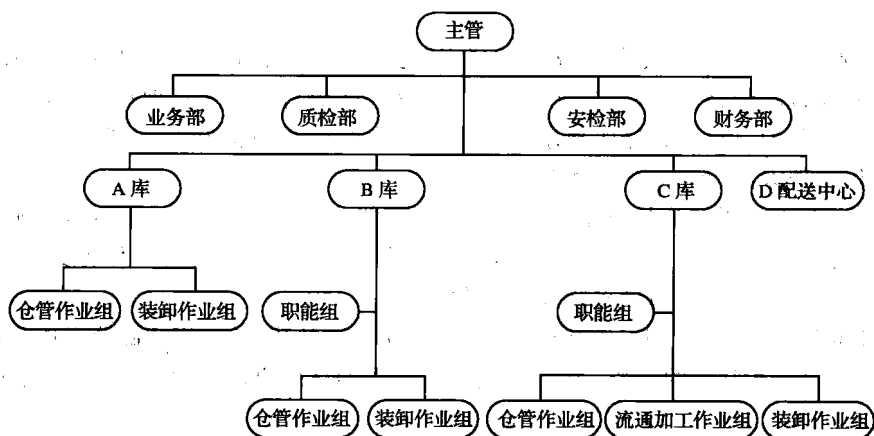 主管
业务部
质检部
安检部
财务部
A库
B库
C库
D配送中心
仓管作业组
装卸作业组
职能组
职能组
仓管作业组
装卸作业组
仓管作业组
流通加工作业组
装卸作业组